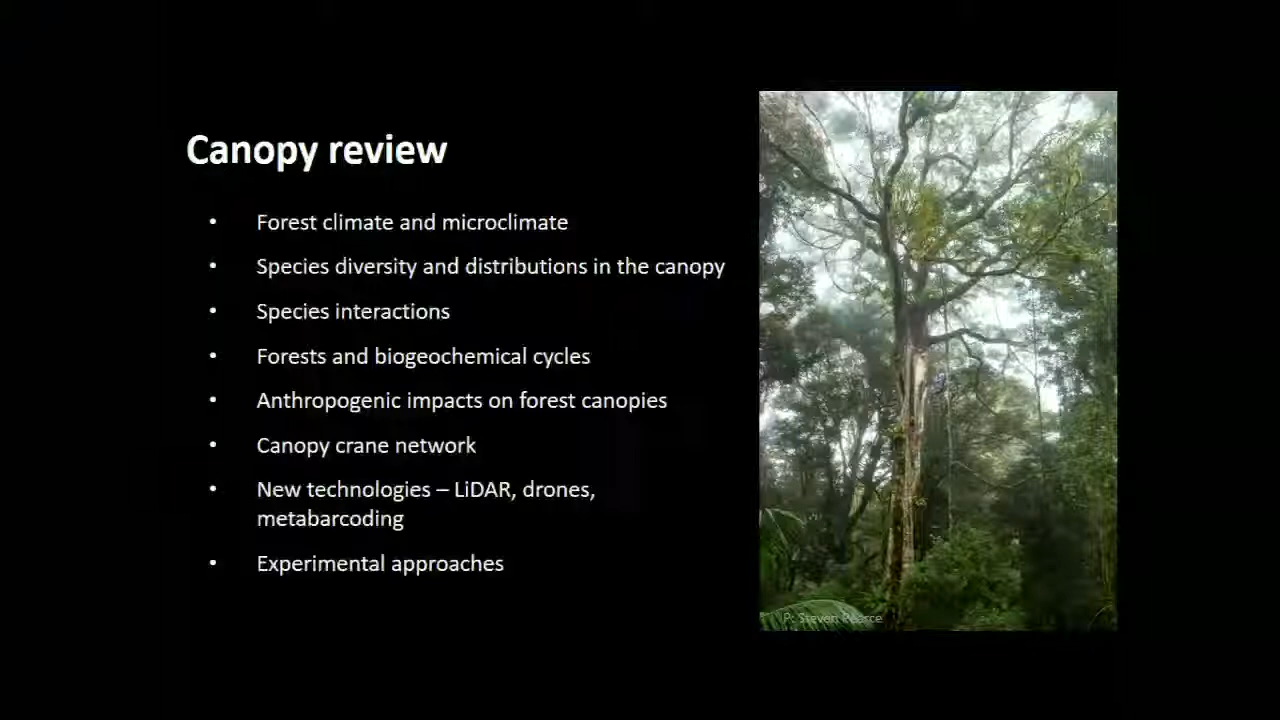 Canopy review
• Forest climate and microclimate
• Species diversity and distributions in the canopy
• Species interactions
• Forests and biogeochemical cycles
• Anthropogenic impacts on forest canopies
• Canopy crane network
• New technologies – LiDAR, drones,
metabarcoding
• Experimental approaches
P: Steven Pearce